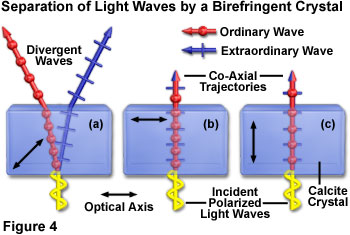 Separation of Light Waves by a Birefringent Crystal
Divergent
Waves
Ordinary Wave
Extraordinary Wave
Co-Axial
Trajectories
(a)
(b)
(c)
Optical Axis
Incident
Polarized
Light Waves
Calcite
Crystal
Figure 4